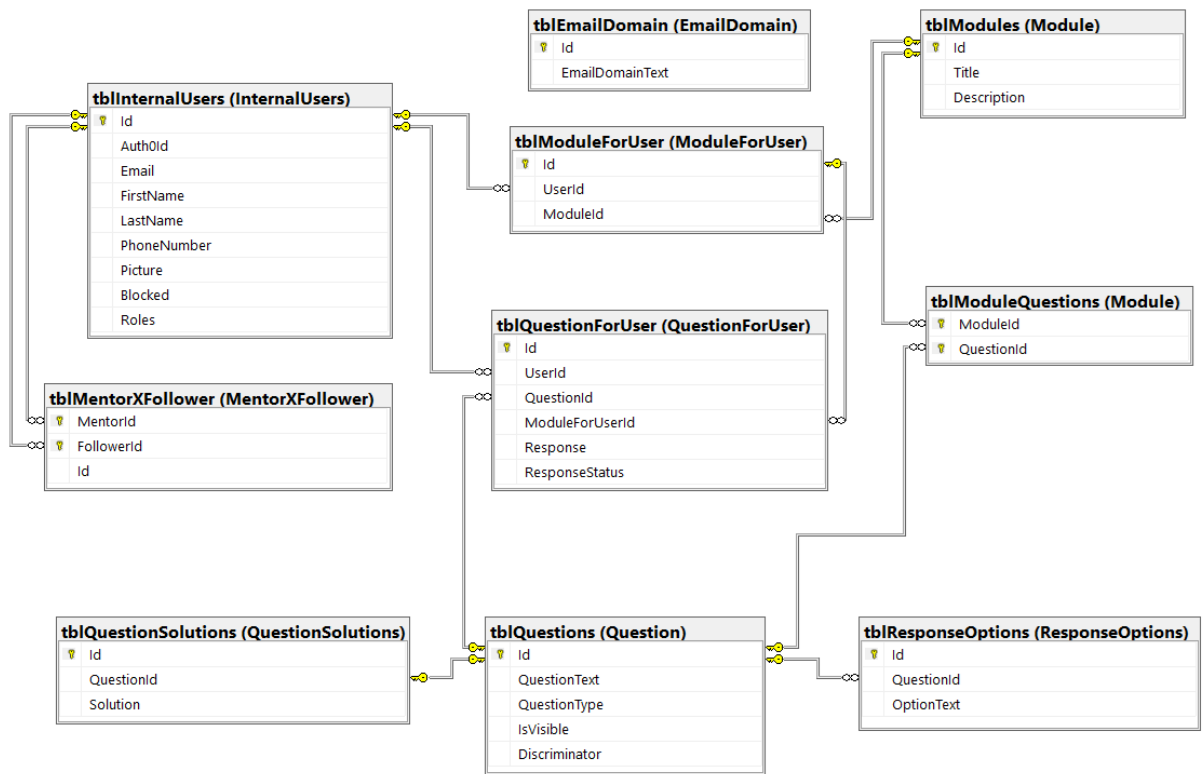 tblEmailDomain (EmailDomain)
Id
EmailDomainText
tblModules (Module)
Id
Title
Description
tblInternalUsers (InternalUsers)
Id
Auth0Id
Email
FirstName
LastName
PhoneNumber
Picture
Blocked
Roles
tblModuleForUser (ModuleForUser)
Id
UserId
ModuleId
tblModuleQuestions (Module)
ModuleId
QuestionId
tblQuestionForUser (QuestionForUser)
Id
UserId
QuestionId
ModuleForUserId
Response
ResponseStatus
tblMentorXFollower (MentorXFollower)
MentorId
FollowerId
Id
tblQuestionSolutions (QuestionSolutions)
Id
QuestionId
Solution
tblQuestions (Question)
Id
QuestionText
QuestionType
IsVisible
Discriminator
tblResponseOptions (ResponseOptions)
Id
QuestionId
OptionText